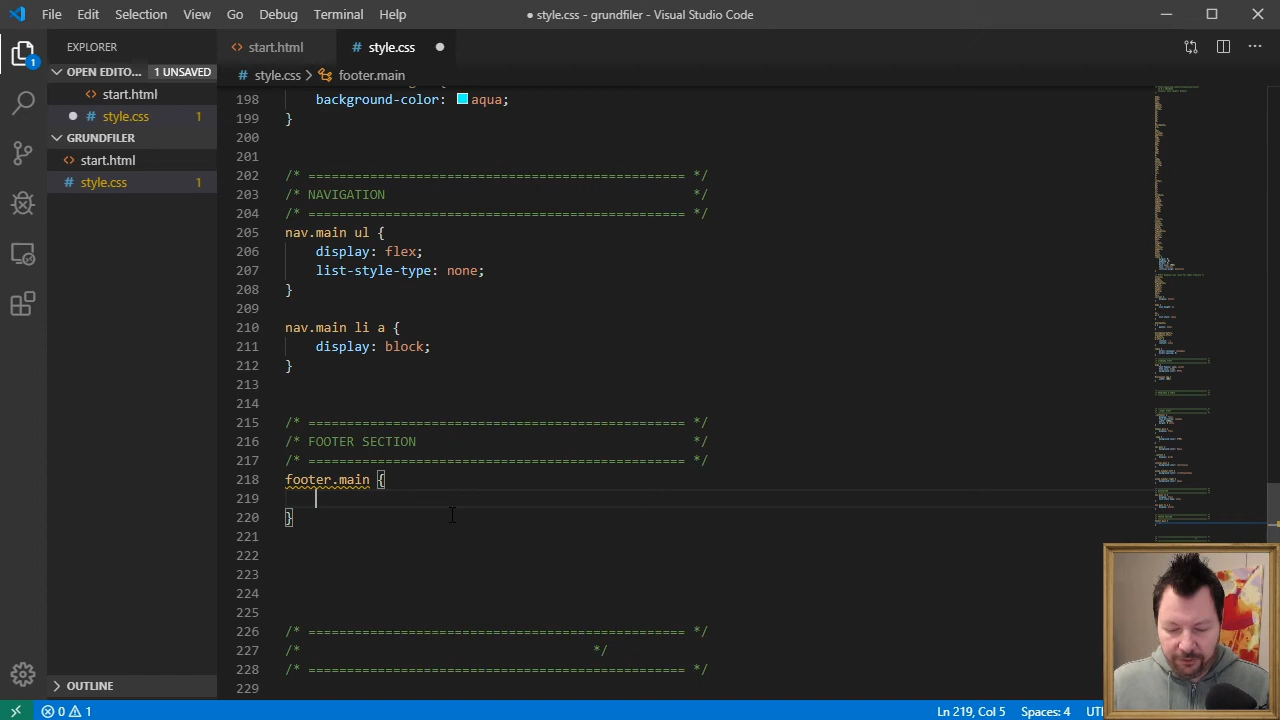 File Edit Selection View Go Debug Terminal Help
● style.css - grundfiler - Visual Studio Code
EXPLORER
OPEN EDITO... 1 UNSAVED
start.html
style.css 1
GRUNDFILER
start.html
style.css 1
OUTLINE
1
start.html style.css
style.css > footer.main
198 background-color: aqua;
199 }
200
201
202 /* ================================================= */
203 /* NAVIGATION */
204 /* ================================================= */
205 nav.main ul {
206 display: flex;
207 list-style-type: none;
208 }
209
210 nav.main li a {
211 display: block;
212 }
213
214
215 /* ================================================= */
216 /* FOOTER SECTION */
217 /* ================================================= */
218 footer.main {
219
220 }
221
222
223
224
225
226 /* ================================================= */
227 /* */
228 /* ================================================= */
229
0 1 Ln 219, Col 5 Spaces: 4